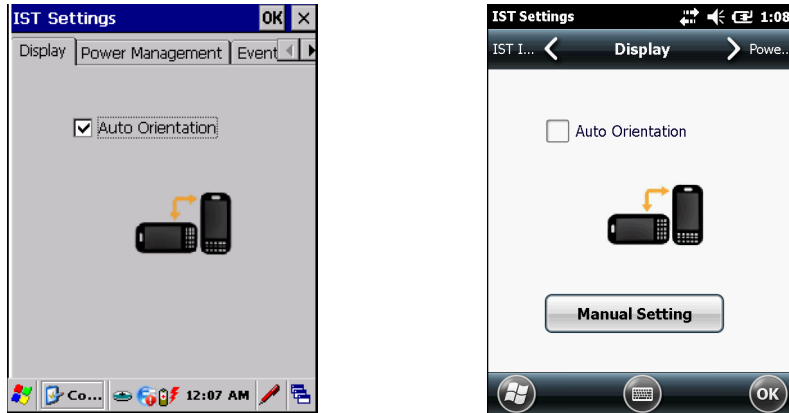 IST Settings OK ×
Display Power Management Event
Auto Orientation
Co... 12:07 AM
IST Settings 1:08
IST I... Display Powe..
Auto Orientation
Manual Setting
OK